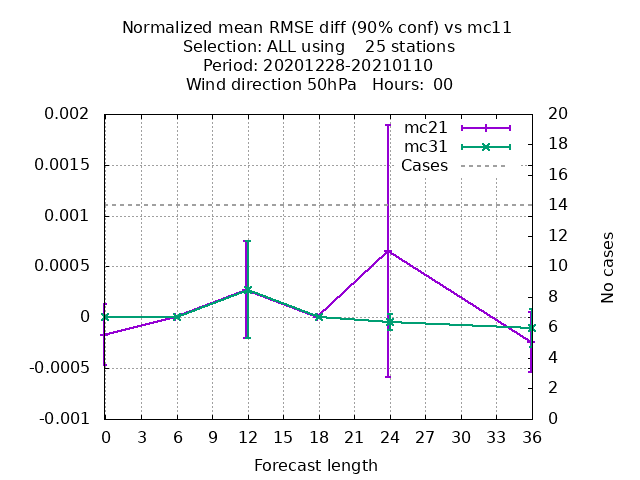 Normalized mean RMSE diff (90% conf) vs mc11
Selection: ALL using    25 stations
Period: 20201228-20210110
Wind direction 50hPa   Hours:  00
0.002
0.0015
0.001
0.0005
0
-0.0005
-0.001
mc21
mc31
Cases
20
18
16
14
12
10
8
6
4
2
0
No cases
0 3 6 9 12 15 18 21 24 27 30 33 36
Forecast length